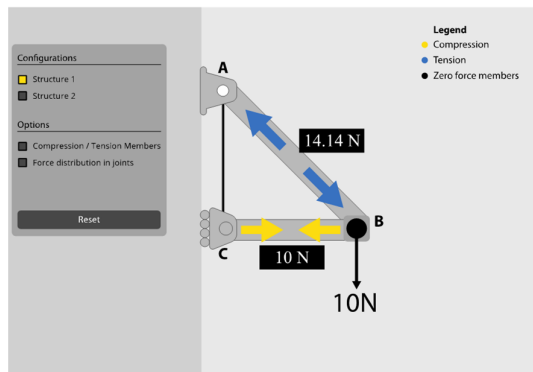 Legend
Compression
Tension
Zero force members
Configurations
Structure 1
Structure 2
Options
Compression / Tension Members
Force distribution in joints
Reset
A
14.14 N
B
C
10 N
10N